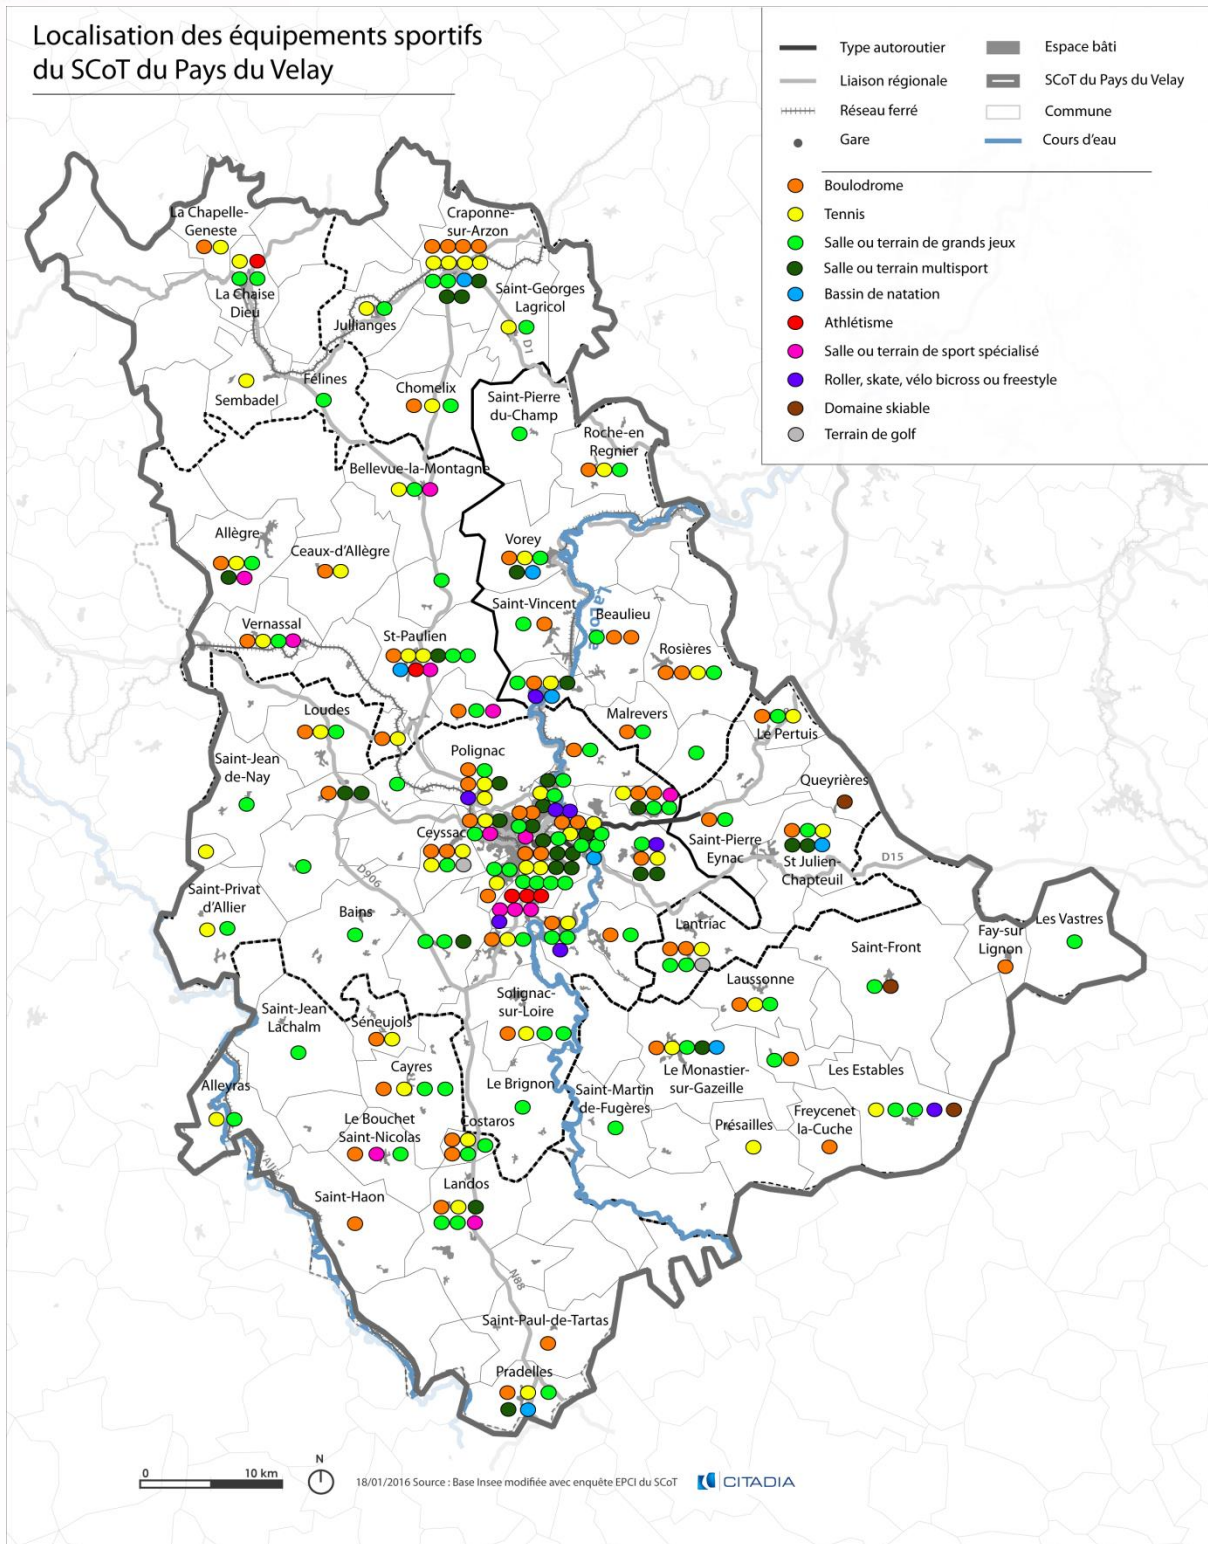 Localisation des équipements sportifs
du SCoT du Pays du Velay
Type autoroutier
Espace bâti
Liaison régionale
SCoT du Pays du Velay
Réseau ferré
Commune
Gare
Cours d'eau
Boulodrome
Tennis
Salle ou terrain de grands jeux
Salle ou terrain multisport
Bassin de natation
Athlétisme
Salle ou terrain de sport spécialisé
Roller, skate, vélo bicross ou freestyle
Domaine skiable
Terrain de golf
La Chapelle-
Geneste
Craponne-
sur-Arzon
La Chaise
Dieu
Saint-Georges
Lagricol
Jullianges
D1
Félines
Sembadel
Chomelix
Saint-Pierre
du-Champ
Roche-en
Regnier
Bellevue-la-Montagne
Allègre
Ceaux-d'Allègre
Vorey
La Loire
Saint-Vincent
Beaulieu
Vernassal
St-Paulien
Rosières
Loudes
Malrevers
Le Pertuis
Saint-Jean
de-Nay
Polignac
Queyrières
Ceyssac
Saint-Pierre
Eynac
St Julien-
Chapteuil
D15
D906
Saint-Privat
d'Allier
Bains
Lantriac
Les Vastres
Fay-sur
Lignon
Saint-Front
Laussonne
Solignac-
sur-Loire
Saint-Jean
Lachalm
Séneujols
Cayres
Le Monastier-
sur-Gazeille
Les Estables
Alleyras
Le Brignon
Saint-Martin
de-Fugères
Le Bouchet
Saint-Nicolas
Costaros
Présailles
Freycenet
la-Cuche
L'Allier
Saint-Haon
Landos
N88
Saint-Paul-de-Tartas
Pradelles
0 10 km
N
18/01/2016 Source : Base Insee modifiée avec enquête EPCI du SCoT
CITADIA